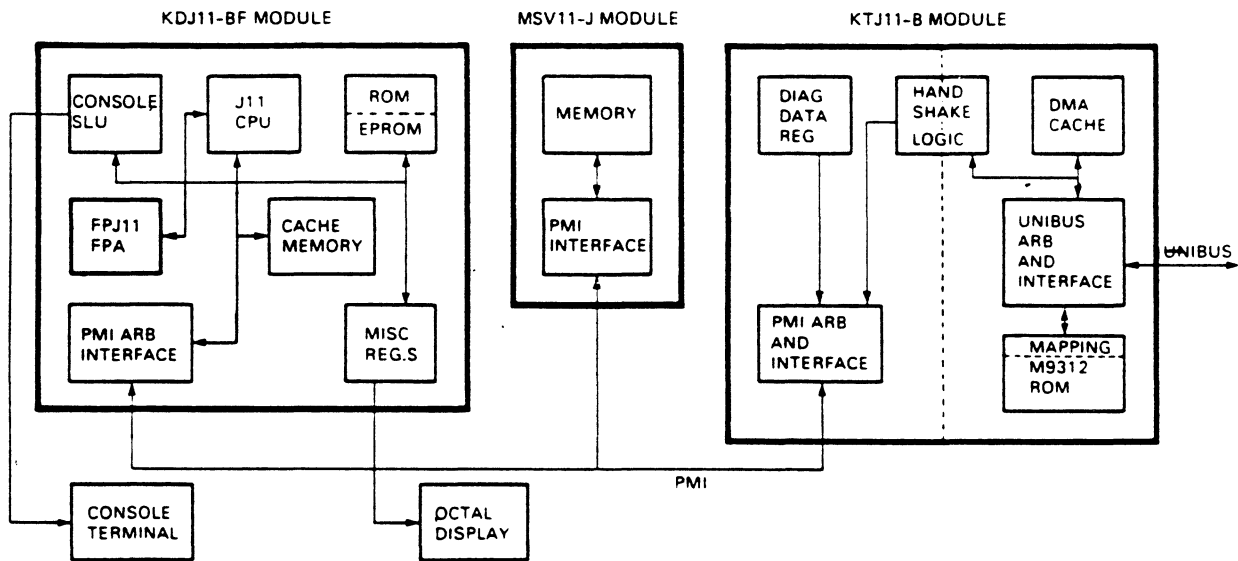 KDJ11-BF MODULE
MSV11-J MODULE
KTJ11-B MODULE
CONSOLE
SLU
J11
CPU
ROM
EPROM
FPJ11
FPA
CACHE
MEMORY
PMI ARB
INTERFACE
MISC
REG.S
MEMORY
PMI
INTERFACE
DIAG
DATA
REG
HAND
SHAKE
LOGIC
DMA
CACHE
UNIBUS
ARB
AND
INTERFACE
UNIBUS
PMI ARB
AND
INTERFACE
MAPPING
M9312
ROM
PMI
CONSOLE
TERMINAL
OCTAL
DISPLAY